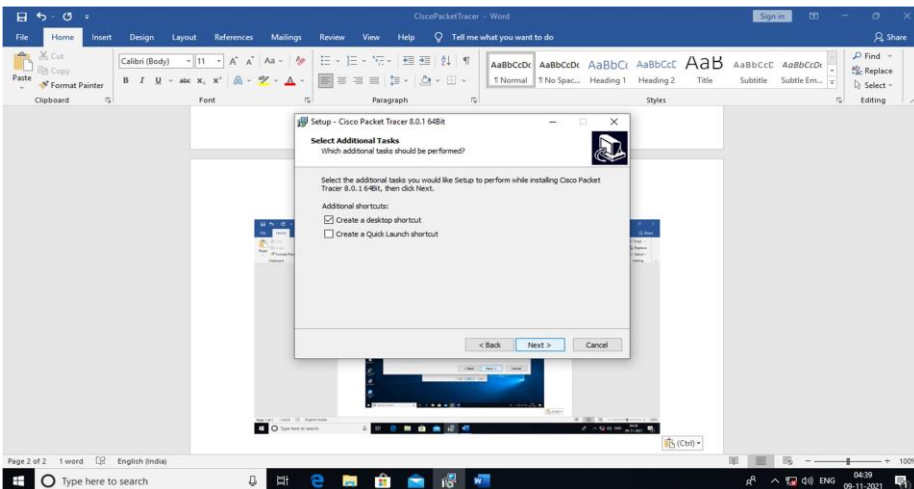 CiscoPacketTracer - Word
Sign in
File Home Insert Design Layout References Mailings Review View Help Tell me what you want to do Share
Paste
Cut
Copy
Format Painter
Clipboard
Calibri (Body) 11 A A Aa
B I U abc x, x² A A
Font
Paragraph
AaBbCcDc AaBbCcDc AaBbCc AaBbCcC AaB AaBbCcC AaBbCcDc
¶ Normal ¶ No Spac... Heading 1 Heading 2 Title Subtitle Subtle Em...
Styles
Find
Replace
Select
Editing
Setup - Cisco Packet Tracer 8.0.1 64Bit
Select Additional Tasks
Which additional tasks should be performed?
Select the additional tasks you would like Setup to perform while installing Cisco Packet
Tracer 8.0.1 64Bit, then click Next.
Additional shortcuts:
Create a desktop shortcut
Create a Quick Launch shortcut
< Back Next > Cancel
(Ctrl)
Page 2 of 2 1 word English (India) 100%
Type here to search
ENG
04:39
09-11-2021